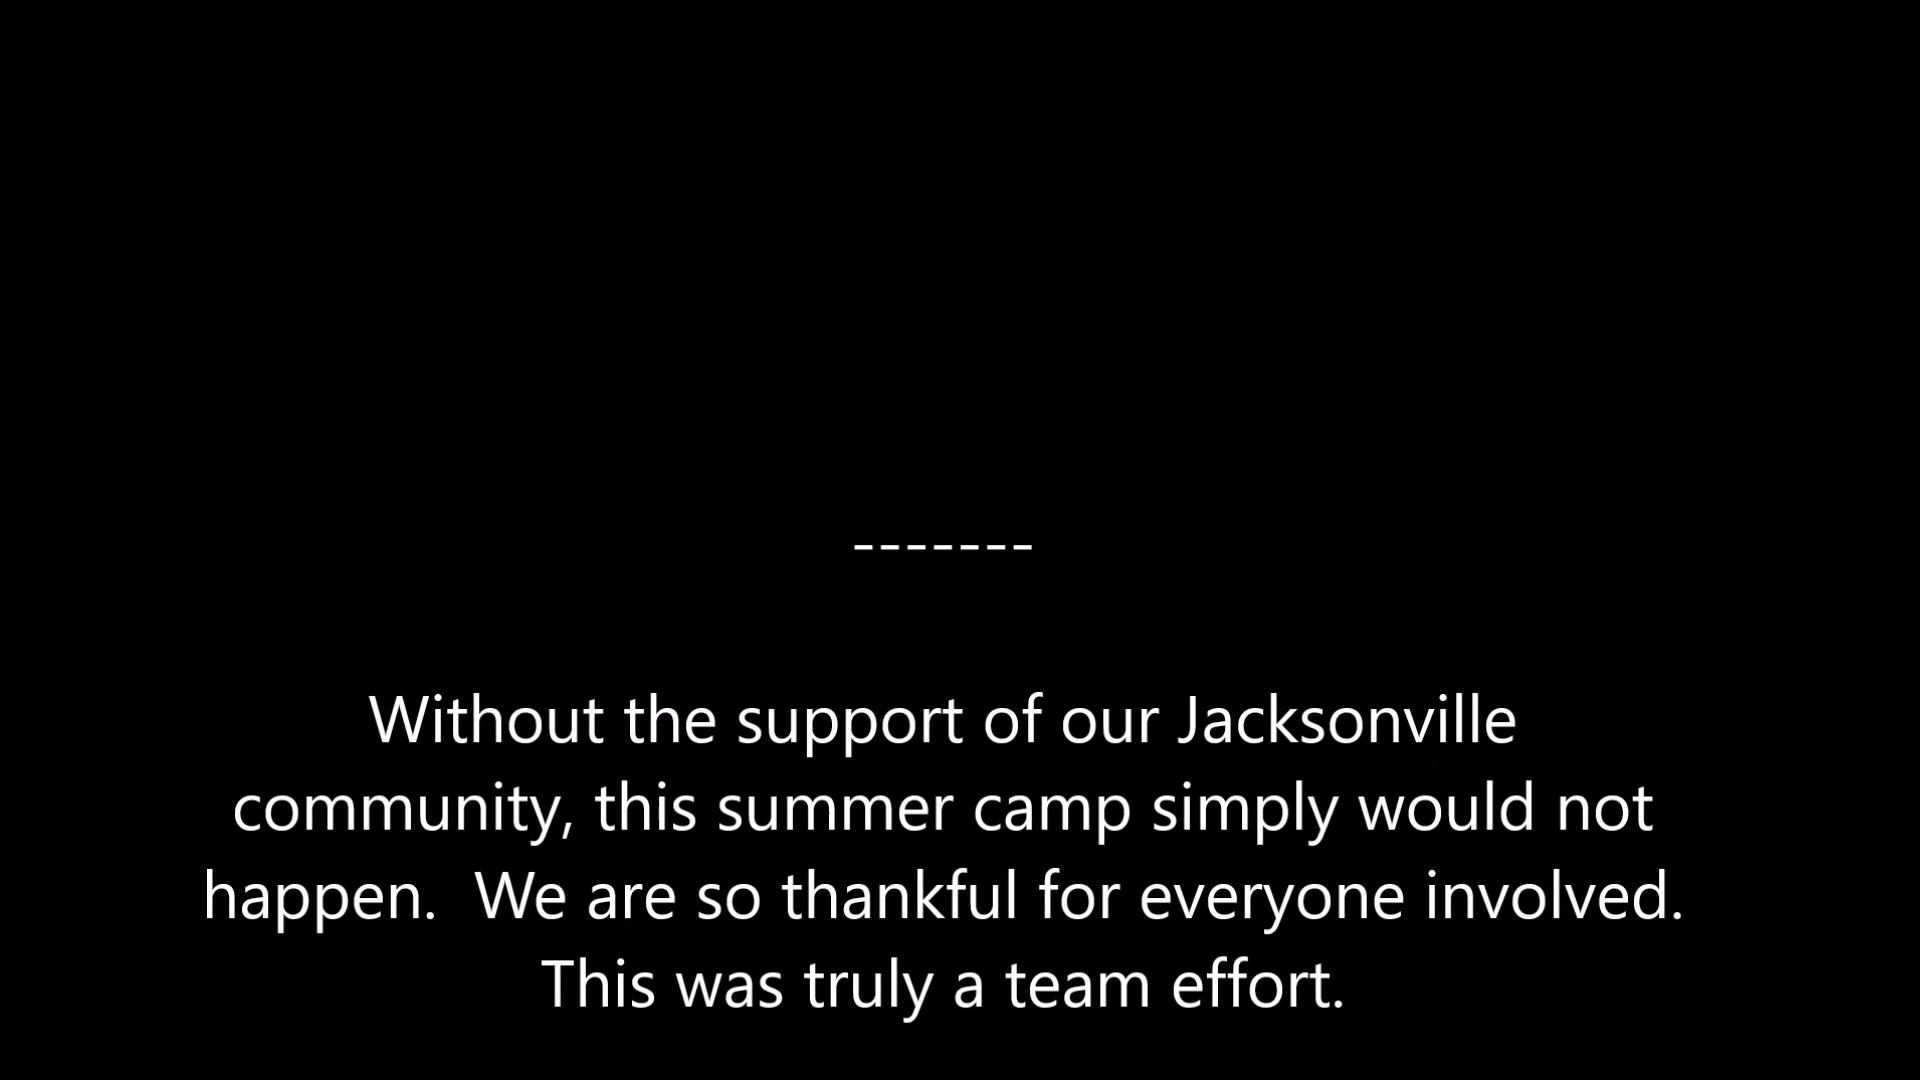 -------
Without the support of our Jacksonville
community, this summer camp simply would not
happen.  We are so thankful for everyone involved.
This was truly a team effort.